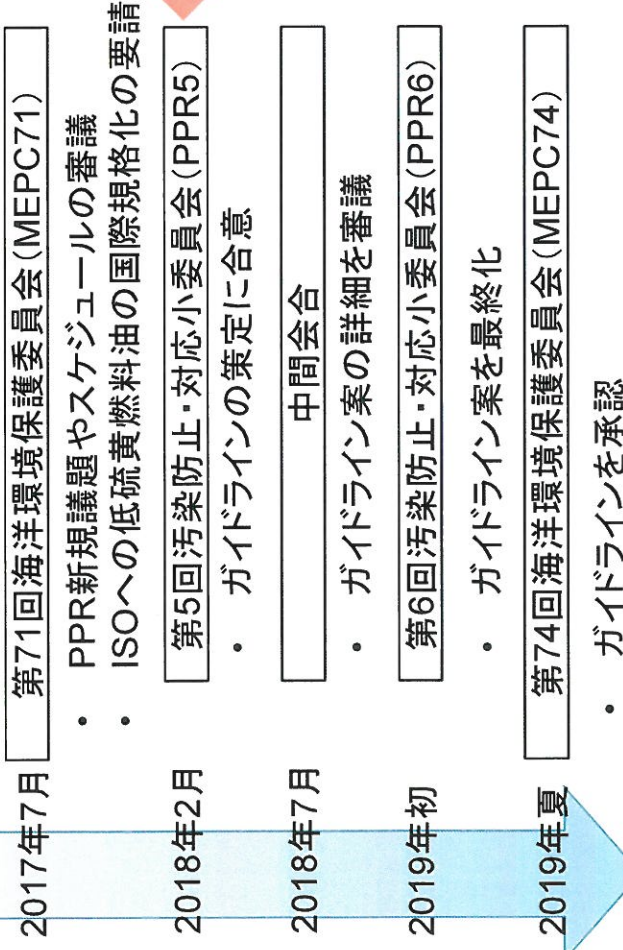 2017年7月
第71回海洋環境保護委員会(MEPC71)
・ PPR新規議題やスケジュールの審議
・ ISOへの低硫黄燃料油の国際規格化の要請
2018年2月
第5回汚染防止・対応小委員会(PPR5)
・ ガイドラインの策定に合意
2018年7月
中間会合
・ ガイドライン案の詳細を審議
2019年初
第6回汚染防止・対応小委員会(PPR6)
・ ガイドライン案を最終化
2019年夏
第74回海洋環境保護委員会(MEPC74)
・ ガイドラインを承認